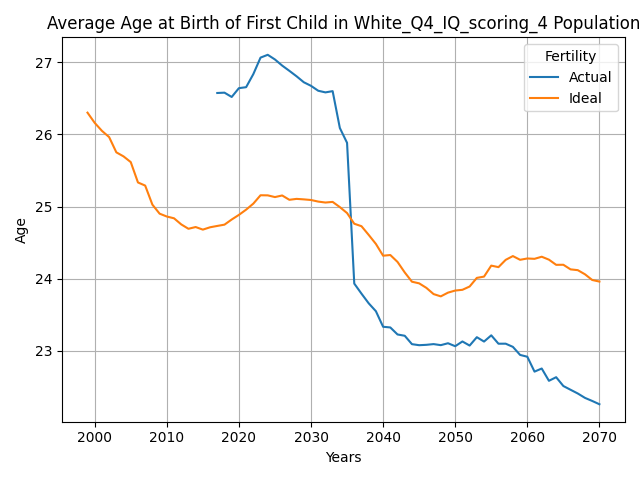 Average Age at Birth of First Child in White_Q4_IQ_scoring_4 Population
Fertility
Actual
Ideal
27
26
25
24
23
Age
2000 2010 2020 2030 2040 2050 2060 2070
Years